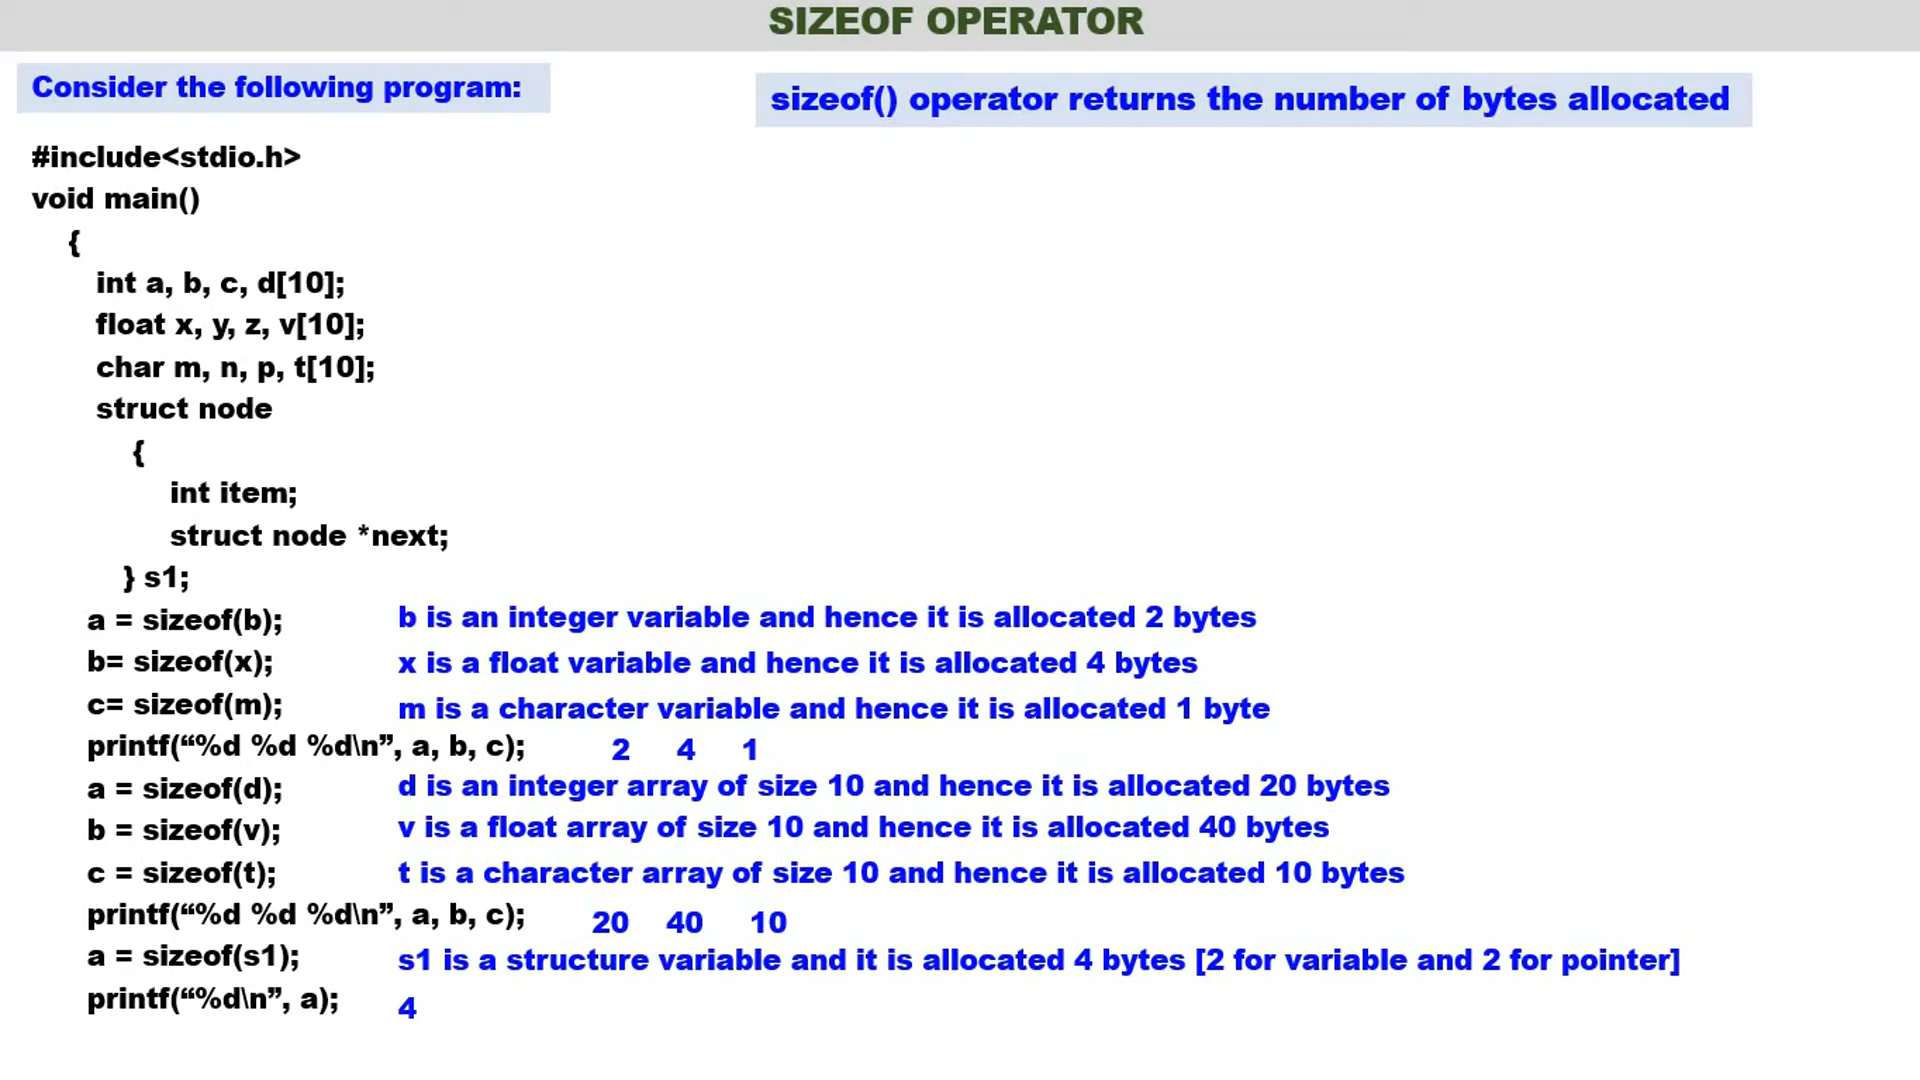 SIZEOF OPERATOR
Consider the following program:
sizeof() operator returns the number of bytes allocated
#include<stdio.h>
void main()
{
int a, b, c, d[10];
float x, y, z, v[10];
char m, n, p, t[10];
struct node
{
int item;
struct node *next;
} s1;
a = sizeof(b); b is an integer variable and hence it is allocated 2 bytes
b= sizeof(x); x is a float variable and hence it is allocated 4 bytes
c= sizeof(m); m is a character variable and hence it is allocated 1 byte
printf(“%d %d %d\n”, a, b, c); 2 4 1
a = sizeof(d); d is an integer array of size 10 and hence it is allocated 20 bytes
b = sizeof(v); v is a float array of size 10 and hence it is allocated 40 bytes
c = sizeof(t); t is a character array of size 10 and hence it is allocated 10 bytes
printf(“%d %d %d\n”, a, b, c); 20 40 10
a = sizeof(s1); s1 is a structure variable and it is allocated 4 bytes [2 for variable and 2 for pointer]
printf(“%d\n”, a); 4